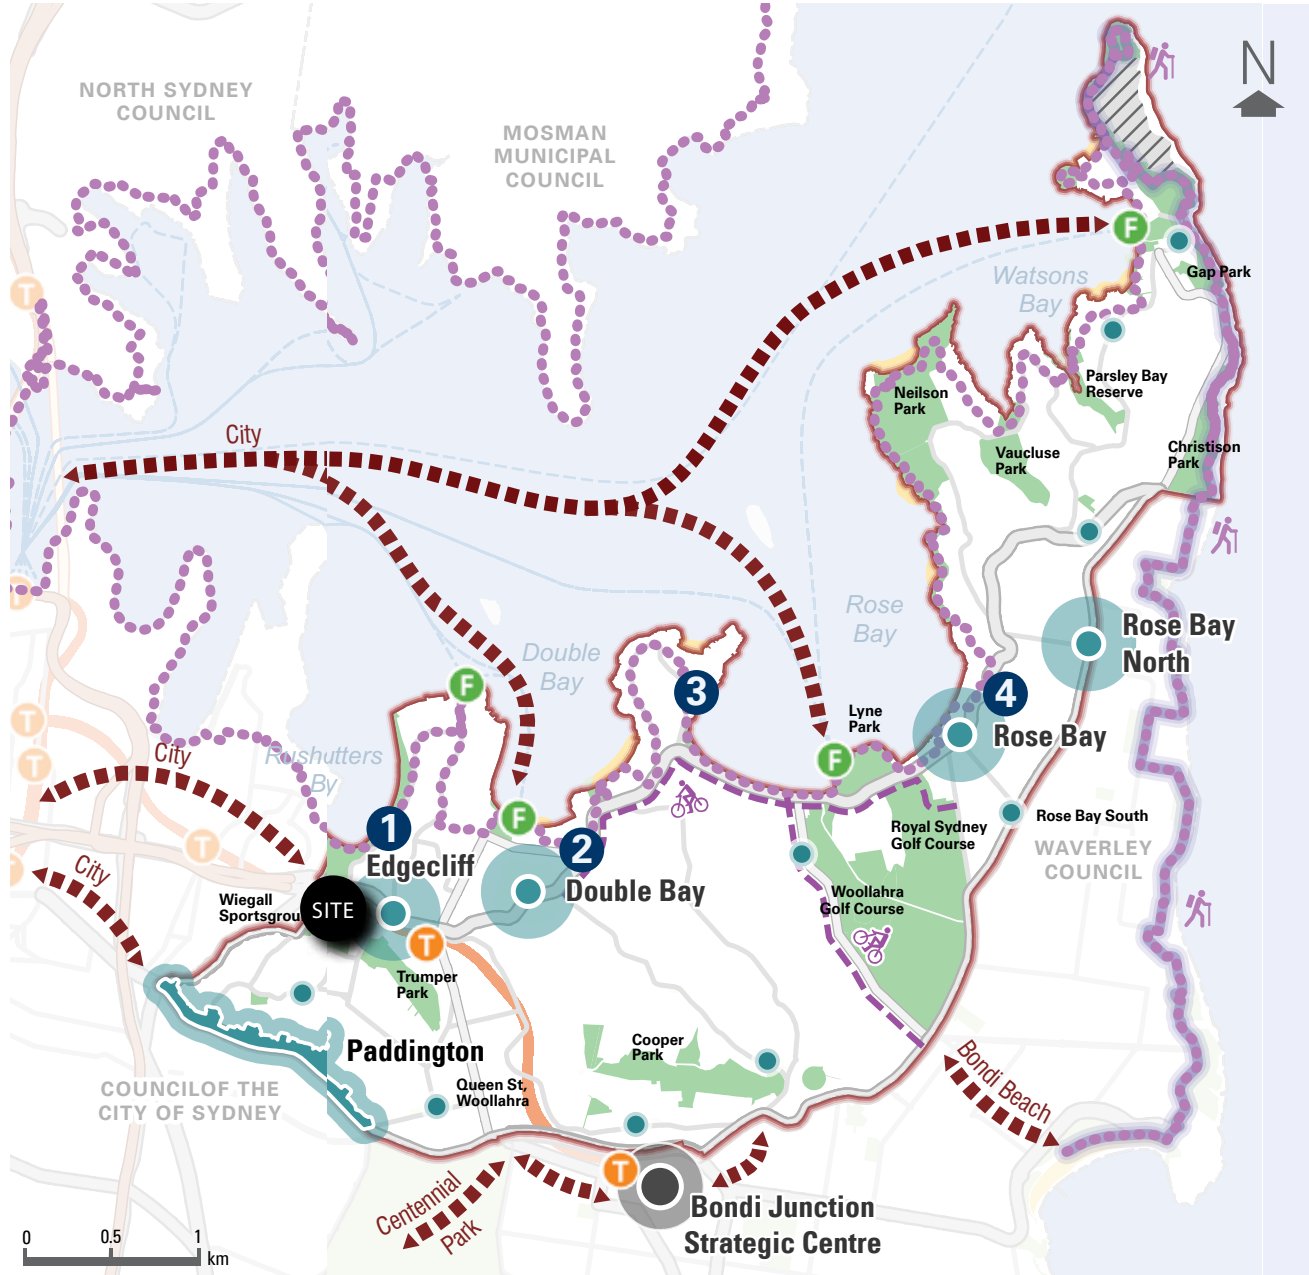 N
NORTH SYDNEY
COUNCIL
MOSMAN
MUNICIPAL
COUNCIL
T
F
Gap Park
Watsons
Bay
Parsley Bay
Reserve
Neilson
Park
City
Vaucluse
Park
Christison
Park
T
Rose
Bay
Rose Bay
North
Double
Bay
F
3
4
Lyne
Park
Rose Bay
T
City
Rushutters
By
T
F
F
1
2
Rose Bay South
Royal Sydney
Golf Course
WAVERLEY
COUNCIL
T
Edgecliff
City
T
Double Bay
Woollahra
Golf Course
Wiegall
Sportsgrou
SITE
T
Trumper
Park
Paddington
Cooper
Park
Bondi Beach
COUNCILOF THE
CITY OF SYDNEY
Queen St,
Woollahra
T
Centennial
Park
Bondi Junction
Strategic Centre
0 0.5 1
km